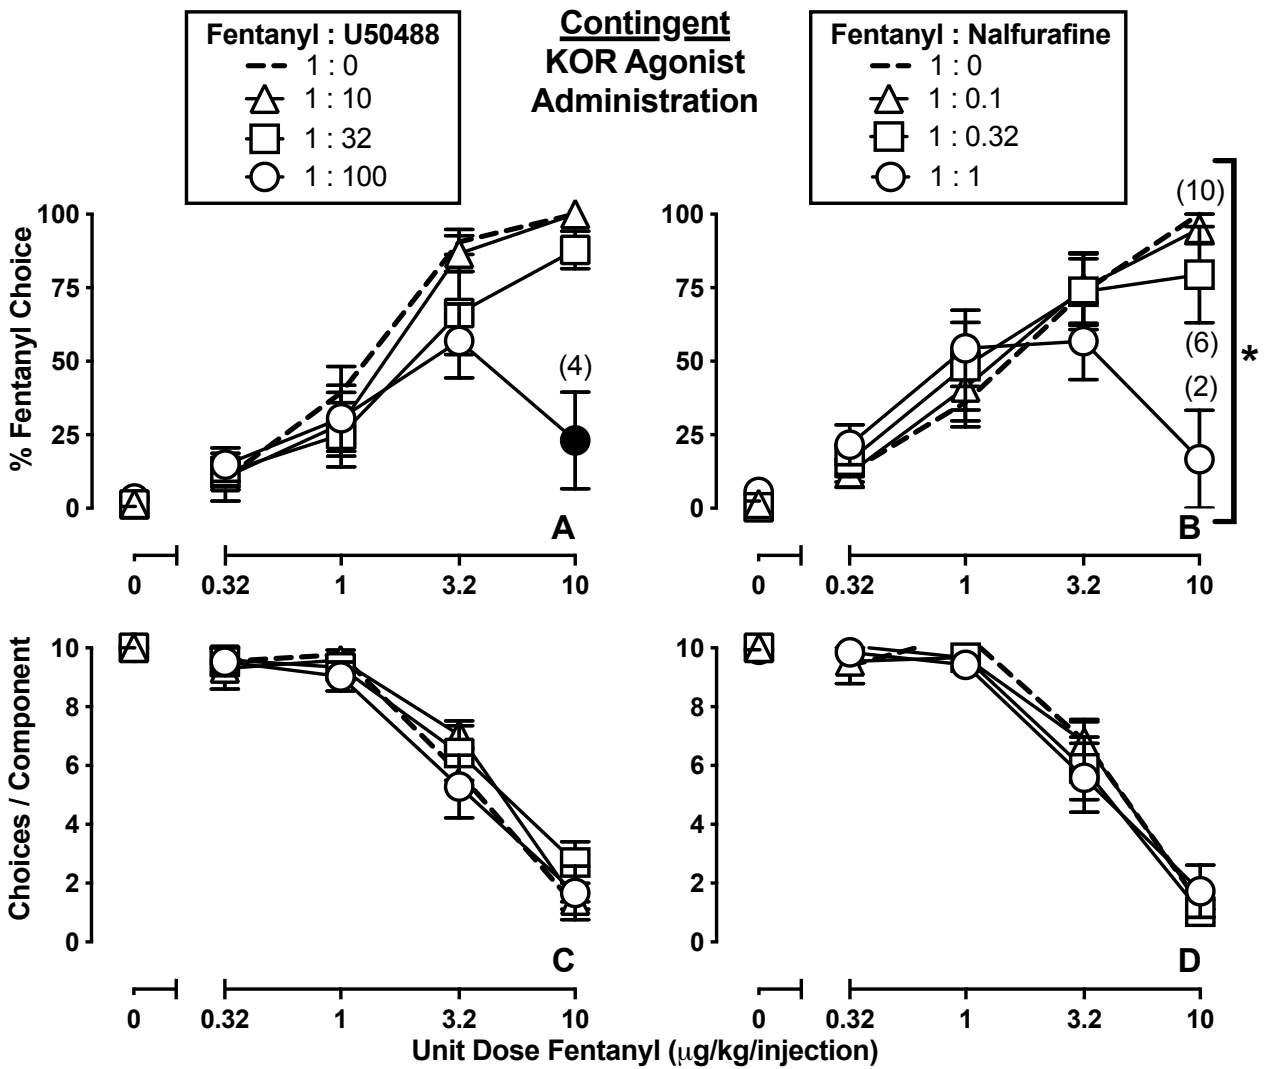 Fentanyl : U50488
1 : 0
1 : 10
1 : 32
1 : 100
Contingent
KOR Agonist
Administration
Fentanyl : Nalfurafine
1 : 0
1 : 0.1
1 : 0.32
1 : 1
% Fentanyl Choice
100
75
50
25
0
(4)
A
0
0.32
1
3.2
10
100
75
50
25
0
(10)
(6)
(2)
*
B
0
0.32
1
3.2
10
Choices / Component
10
8
6
4
2
0
C
0
0.32
1
3.2
10
10
8
6
4
2
0
D
0
0.32
1
3.2
10
Unit Dose Fentanyl (μg/kg/injection)